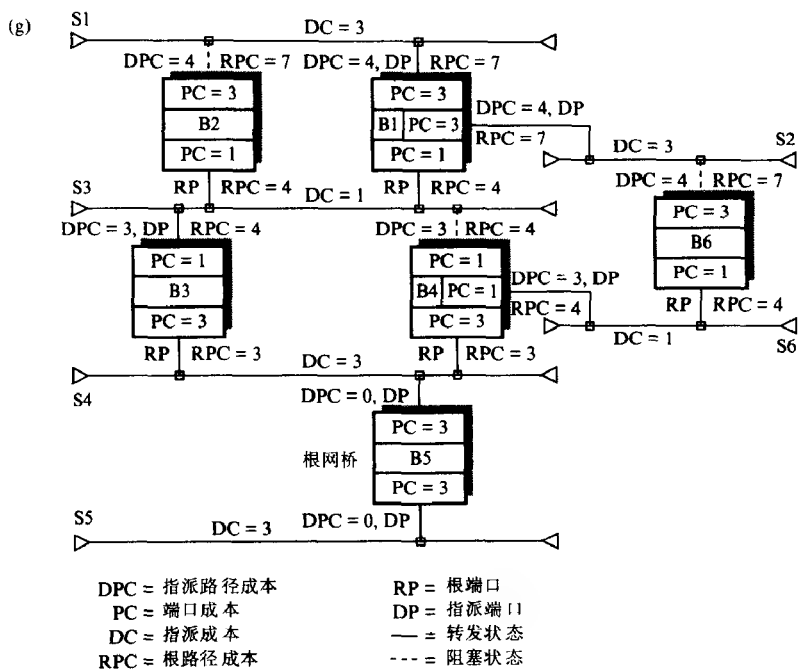 (g)
S1
DC = 3
DPC = 4
RPC = 7
DPC = 4, DP
RPC = 7
PC = 3
B2
PC = 1
PC = 3
B1
PC = 3
PC = 1
DPC = 4, DP
RPC = 7
S2
DC = 3
DPC = 4
RPC = 7
PC = 3
B6
PC = 1
RP
RPC = 4
RP
RPC = 4
RP
RPC = 4
S3
DC = 1
DPC = 3, DP
RPC = 4
DPC = 3
RPC = 4
PC = 1
B3
PC = 3
PC = 1
B4
PC = 1
PC = 3
DPC = 3, DP
RPC = 4
DC = 1
S6
RP
RPC = 3
RP
RPC = 3
S4
DC = 3
DPC = 0, DP
根网桥
PC = 3
B5
PC = 3
S5
DC = 3
DPC = 0, DP
DPC = 指派路径成本
PC = 端口成本
DC = 指派成本
RPC = 根路径成本
RP = 根端口
DP = 指派端口
— = 转发状态
--- = 阻塞状态